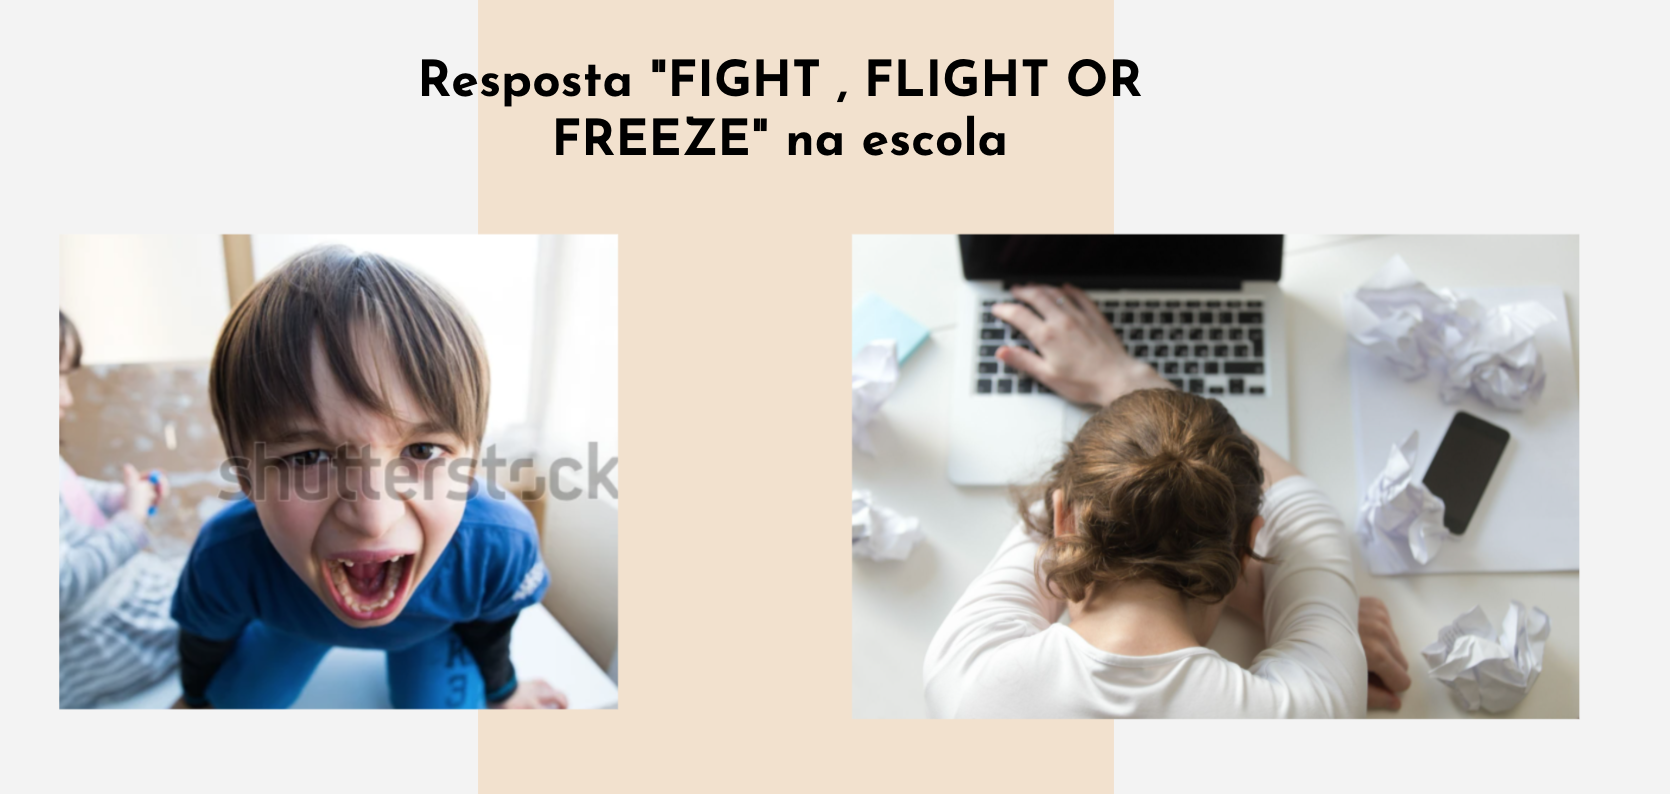 Resposta "FIGHT , FLIGHT OR
FREEZE" na escola
shutterstock